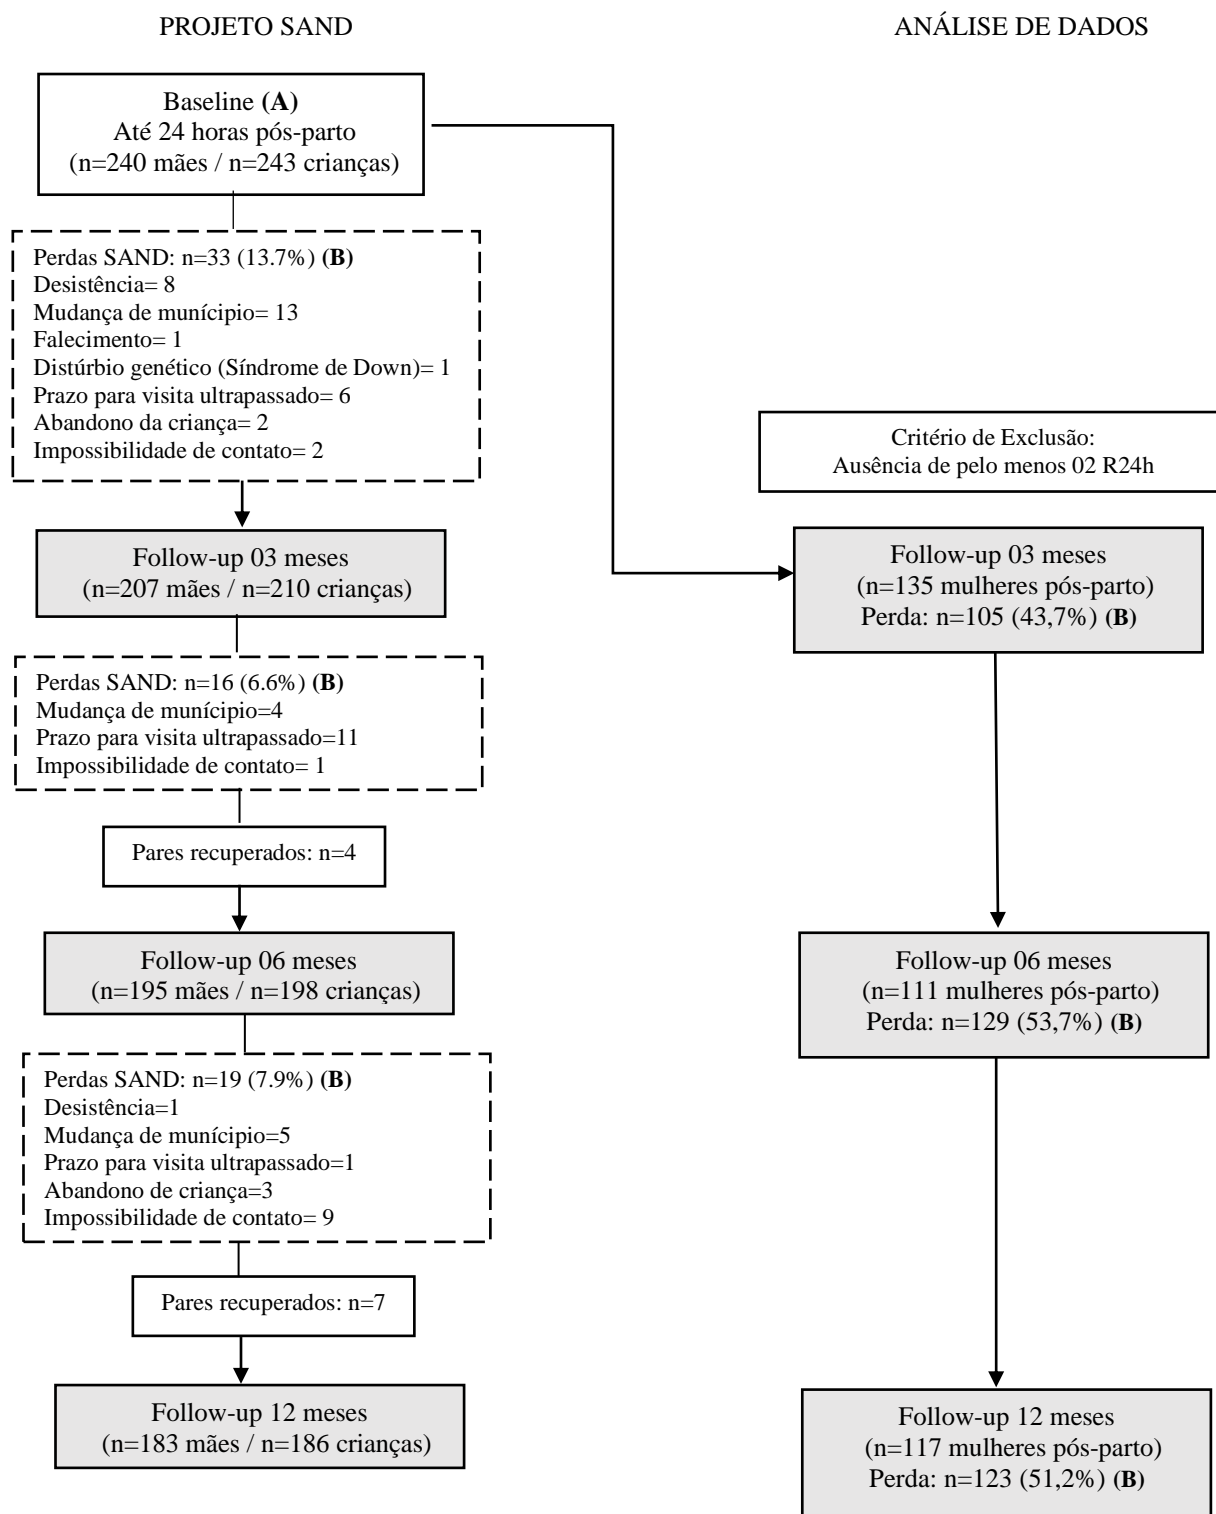 PROJETO SAND
ANÁLISE DE DADOS
Baseline (A)
Até 24 horas pós-parto
(n=240 mães / n=243 crianças)
Perdas SAND: n=33 (13.7%) (B)
Desistência= 8
Mudança de munícipio= 13
Falecimento= 1
Distúrbio genético (Síndrome de Down)= 1
Prazo para visita ultrapassado= 6
Abandono da criança= 2
Impossibilidade de contato= 2
Follow-up 03 meses
(n=207 mães / n=210 crianças)
Perdas SAND: n=16 (6.6%) (B)
Mudança de munícipio=4
Prazo para visita ultrapassado=11
Impossibilidade de contato= 1
Pares recuperados: n=4
Follow-up 06 meses
(n=195 mães / n=198 crianças)
Perdas SAND: n=19 (7.9%) (B)
Desistência=1
Mudança de munícipio=5
Prazo para visita ultrapassado=1
Abandono de criança=3
Impossibilidade de contato= 9
Pares recuperados: n=7
Follow-up 12 meses
(n=183 mães / n=186 crianças)
Critério de Exclusão:
Ausência de pelo menos 02 R24h
Follow-up 03 meses
(n=135 mulheres pós-parto)
Perda: n=105 (43,7%) (B)
Follow-up 06 meses
(n=111 mulheres pós-parto)
Perda: n=129 (53,7%) (B)
Follow-up 12 meses
(n=117 mulheres pós-parto)
Perda: n=123 (51,2%) (B)